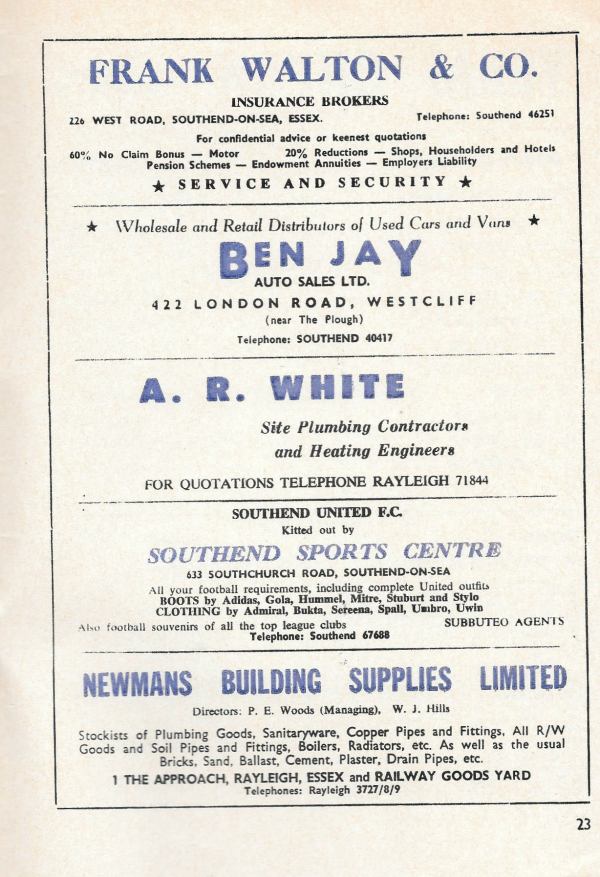 FRANK WALTON & CO.
INSURANCE BROKERS
226 WEST ROAD, SOUTHEND-ON-SEA, ESSEX. Telephone: Southend 46251
For confidential advice or keenest quotations
60% No Claim Bonus — Motor 20% Reductions — Shops, Householders and Hotels
Pension Schemes — Endowment Annuities — Employers Liability
★ SERVICE AND SECURITY ★
★ Wholesale and Retail Distributors of Used Cars and Vans ★
BEN JAY
AUTO SALES LTD.
422 LONDON ROAD, WESTCLIFF
(near The Plough)
Telephone: SOUTHEND 40417
A. R. WHITE
Site Plumbing Contractors
and Heating Engineers
FOR QUOTATIONS TELEPHONE RAYLEIGH 71844
SOUTHEND UNITED F.C.
Kitted out by
SOUTHEND SPORTS CENTRE
633 SOUTHCHURCH ROAD, SOUTHEND-ON-SEA
All your football requirements, including complete United outfits
BOOTS by Adidas, Gola, Hummel, Mitre, Stuburt and Stylo
CLOTHING by Admiral, Bukta, Sereena, Spall, Umbro, Uwin
Also football souvenirs of all the top league clubs SUBBUTEO AGENTS
Telephone: Southend 67688
NEWMANS BUILDING SUPPLIES LIMITED
Directors: P. E. Woods (Managing), W. J. Hills
Stockists of Plumbing Goods, Sanitaryware, Copper Pipes and Fittings, All R/W
Goods and Soil Pipes and Fittings, Boilers, Radiators, etc. As well as the usual
Bricks, Sand, Ballast, Cement, Plaster, Drain Pipes, etc.
1 THE APPROACH, RAYLEIGH, ESSEX and RAILWAY GOODS YARD
Telephones: Rayleigh 3727/8/9
23